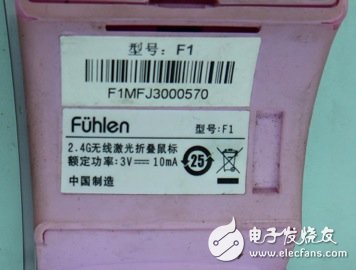 型号：F1
F1MFJ3000570
Fühlen 型号:F1
2.4G无线激光折叠鼠标
额定功率:3V⎓10mA
25
中国制造
电子发烧友
www.elecfans.com